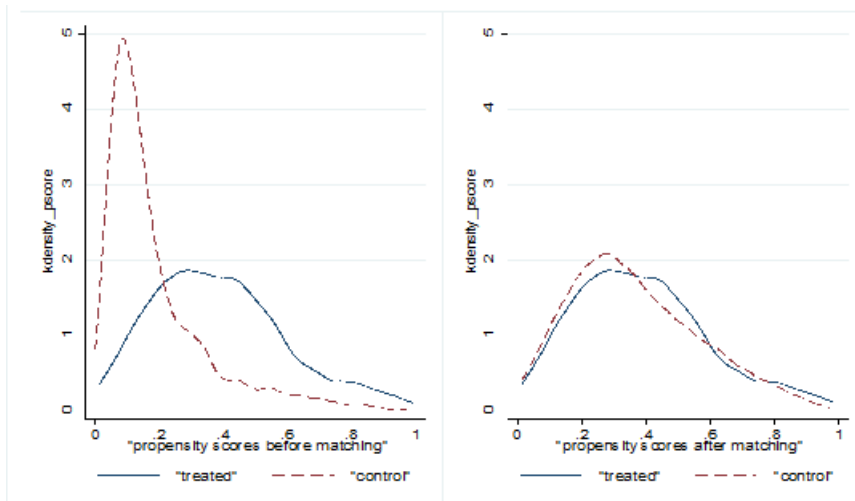 5
4
3
2
1
0
kdensity_pscore
0 .2 .4 .6 .8 1
"propensity scores before matching"
"treated" "control"
5
4
3
2
1
0
kdensity_pscore
0 .2 .4 .6 .8 1
"propensity scores after matching"
"treated" "control"